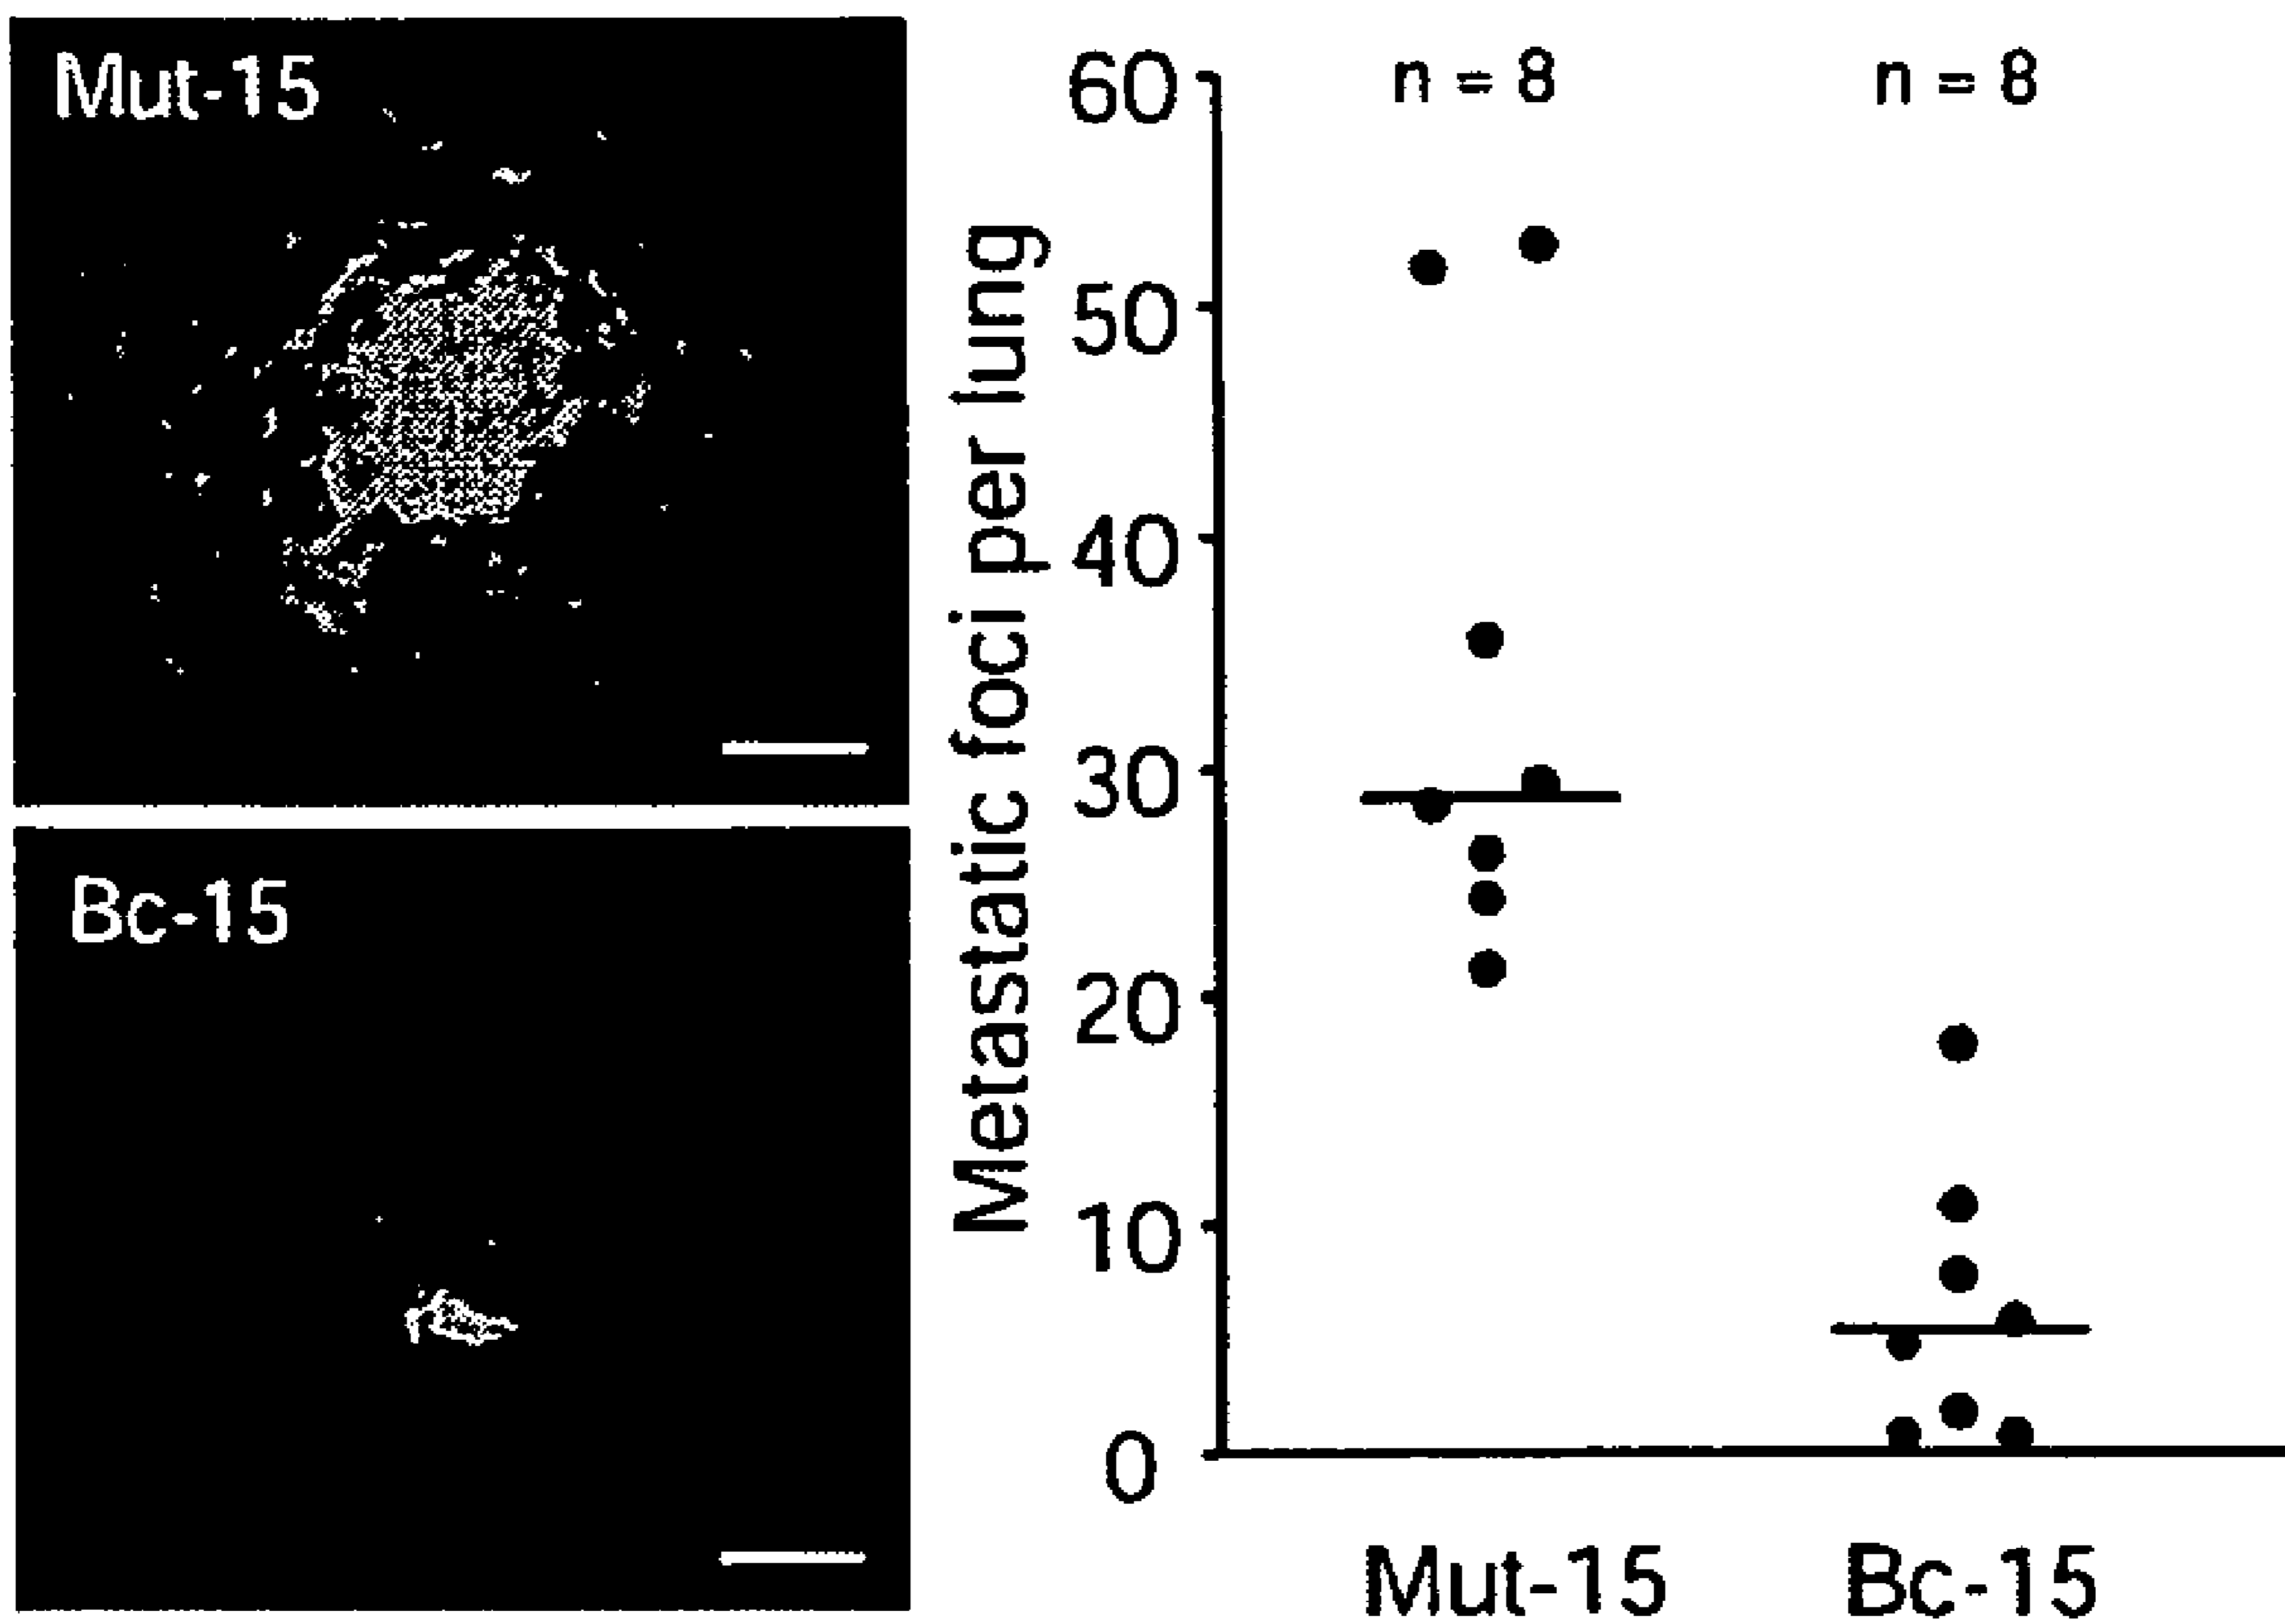 Mut-15
Bc-15
Metastatic foci per lung
60
50
40
30
20
10
0
n = 8
n = 8
Mut-15
Bc-15